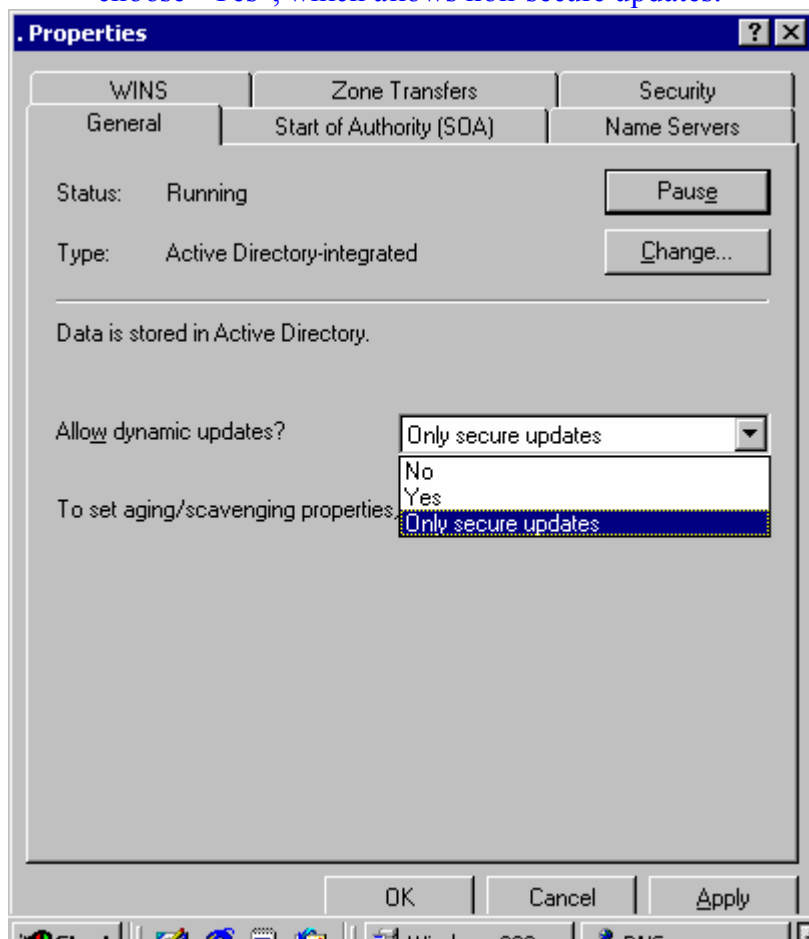 choose "Yes", which allows non-secure updates.
. Properties
WINS Zone Transfers Security
General Start of Authority (SOA) Name Servers
Status: Running Pause
Type: Active Directory-integrated Change...
Data is stored in Active Directory.
Allow dynamic updates? Only secure updates
No
Yes
To set aging/scavenging properties,
Only secure updates
OK Cancel Apply